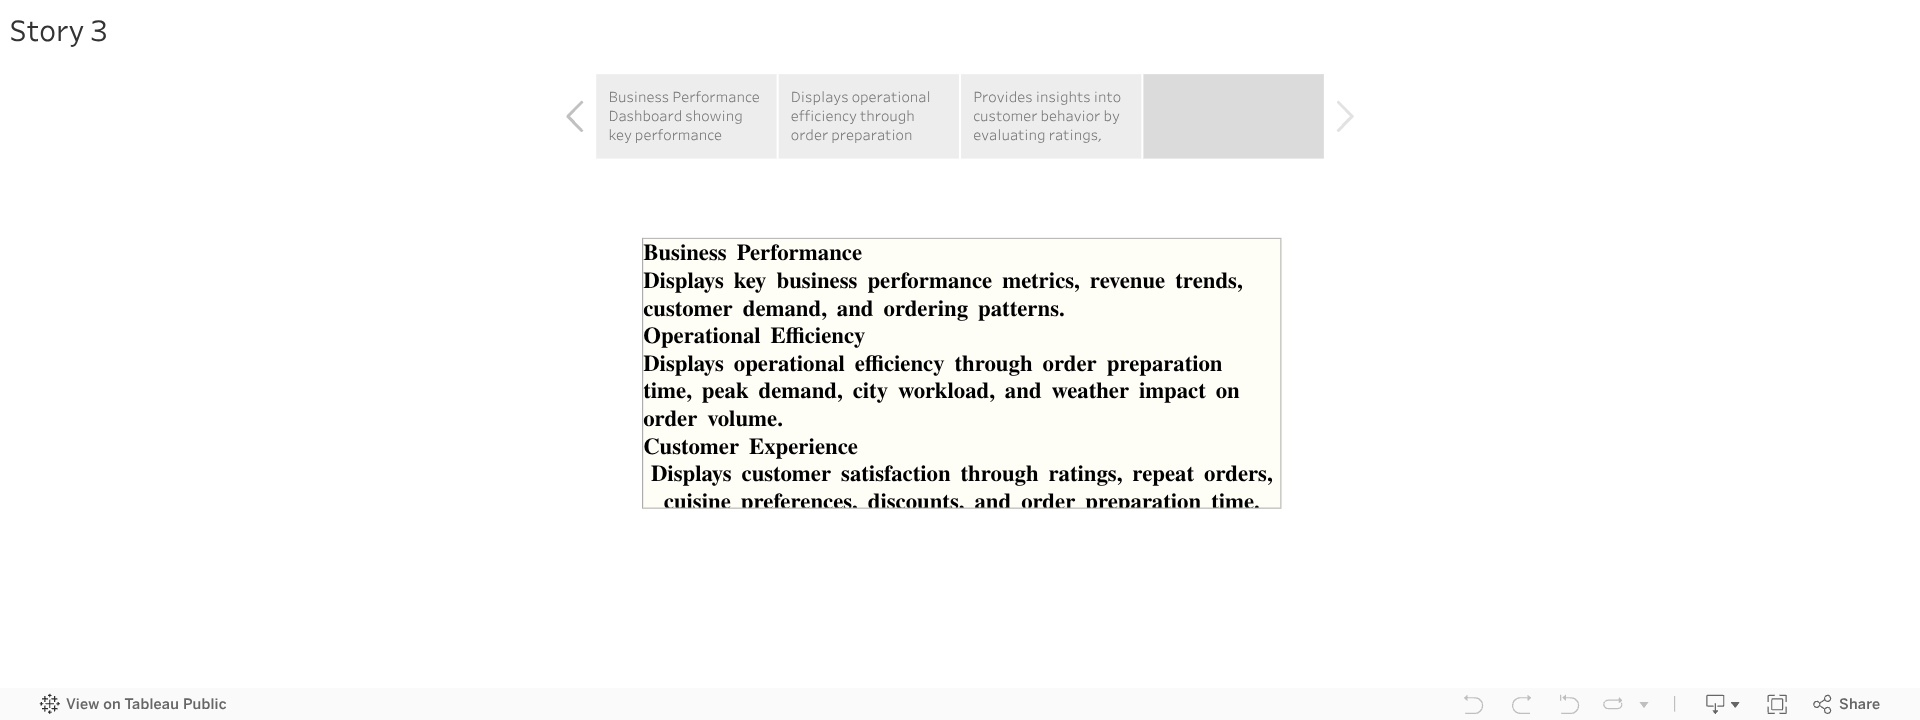 Story 3
Business Performance
Dashboard showing
key performance
Displays operational
efficiency through
order preparation
Provides insights into
customer behavior by
evaluating ratings,
Business Performance
Displays key business performance metrics, revenue trends,
customer demand, and ordering patterns.
Operational Efficiency
Displays operational efficiency through order preparation
time, peak demand, city workload, and weather impact on
order volume.
Customer Experience
Displays customer satisfaction through ratings, repeat orders,
cuisine preferences, discounts, and order preparation time.
View on Tableau Public
Share